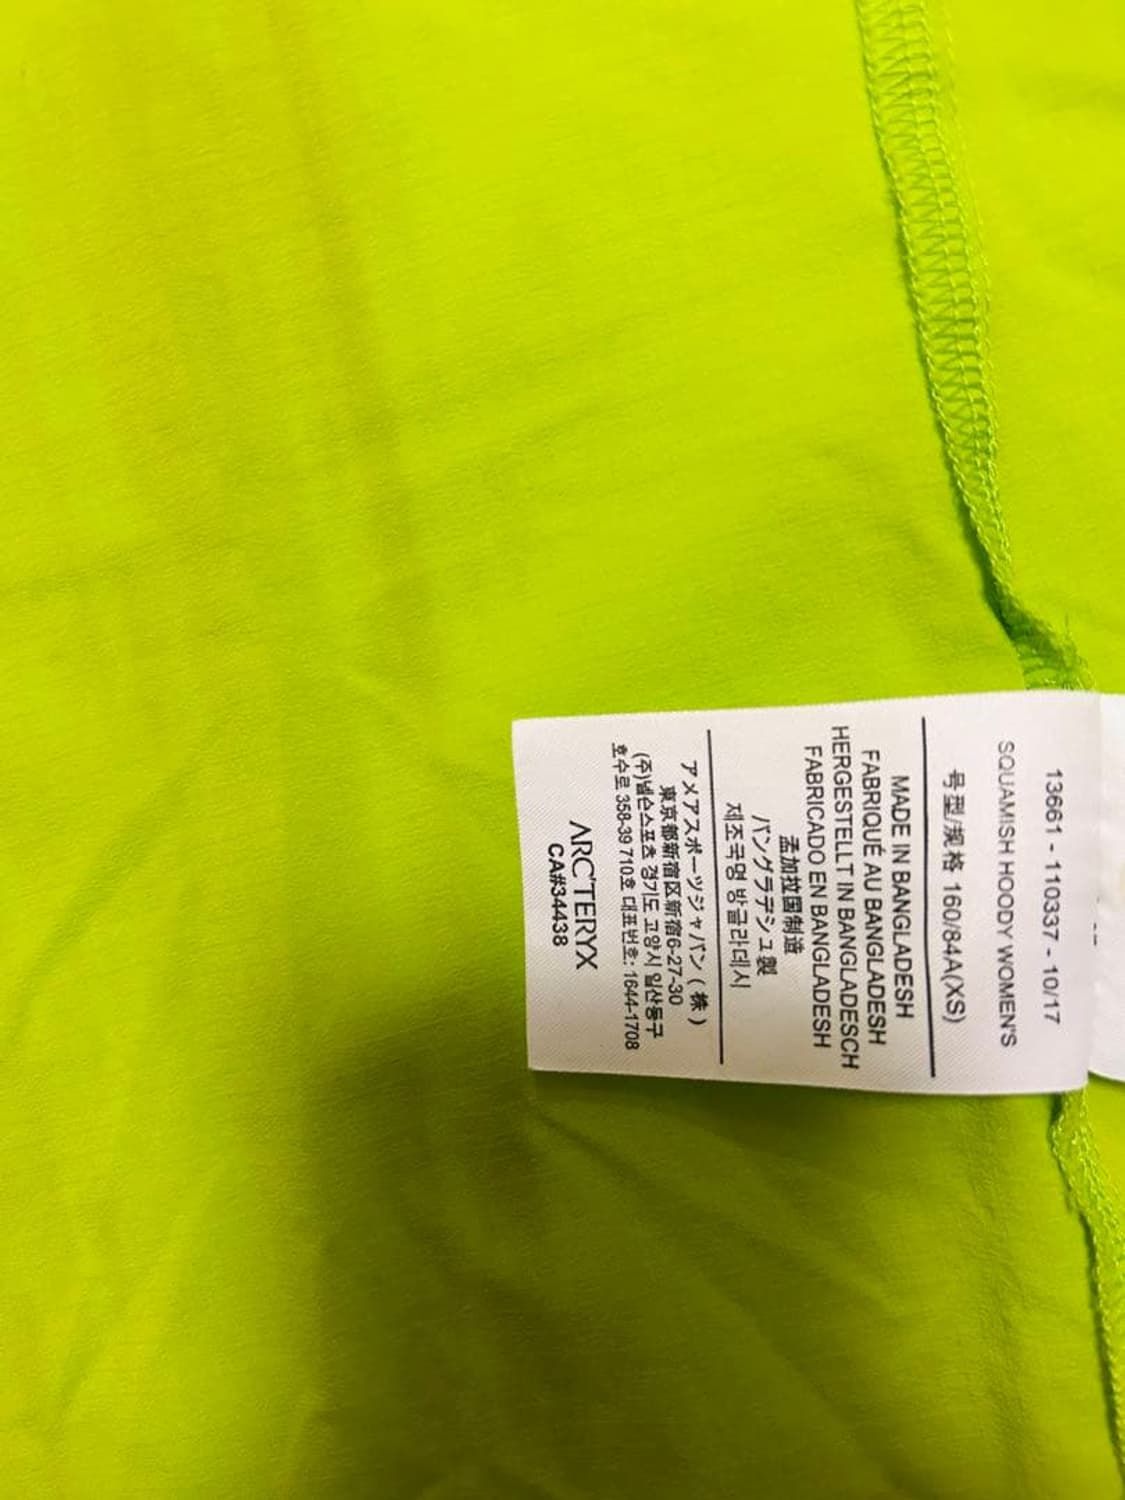 13661 - 110337 - 10/17
SQUAMISH HOODY WOMEN'S
号型/规格 160/84A(XS)
MADE IN BANGLADESH
FABRIQUÉ AU BANGLADESH
HERGESTELLT IN BANGLADESCH
FABRICADO EN BANGLADESH
孟加拉国制造
バングラデシュ製
제조국명 방글라데시
アメアスポーツジャパン(株)
東京都新宿区新宿6-27-30
(주)넬슨스포츠 경기도 고양시 일산동구
호수로 358-39 710호 대표번호: 1644-1708
ARC'TERYX
CA#34438